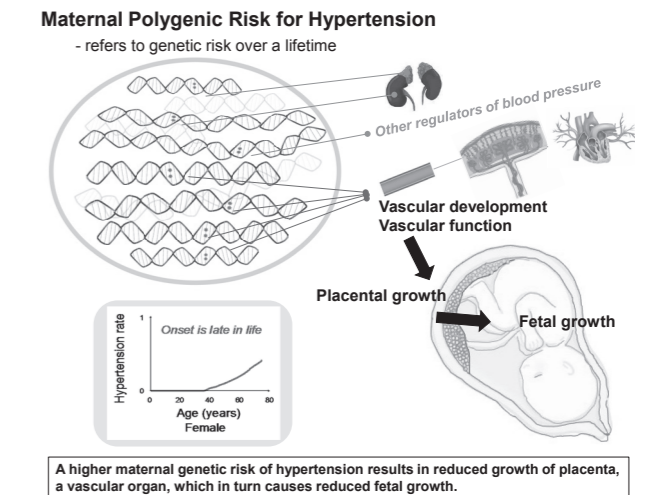 Maternal Polygenic Risk for Hypertension
- refers to genetic risk over a lifetime
Other regulators of blood pressure
Vascular development
Vascular function
Placental growth
Fetal growth
Hypertension rate
1
0
Onset is late in life
0 20 40 60 80
Age (years)
Female
A higher maternal genetic risk of hypertension results in reduced growth of placenta,
a vascular organ, which in turn causes reduced fetal growth.